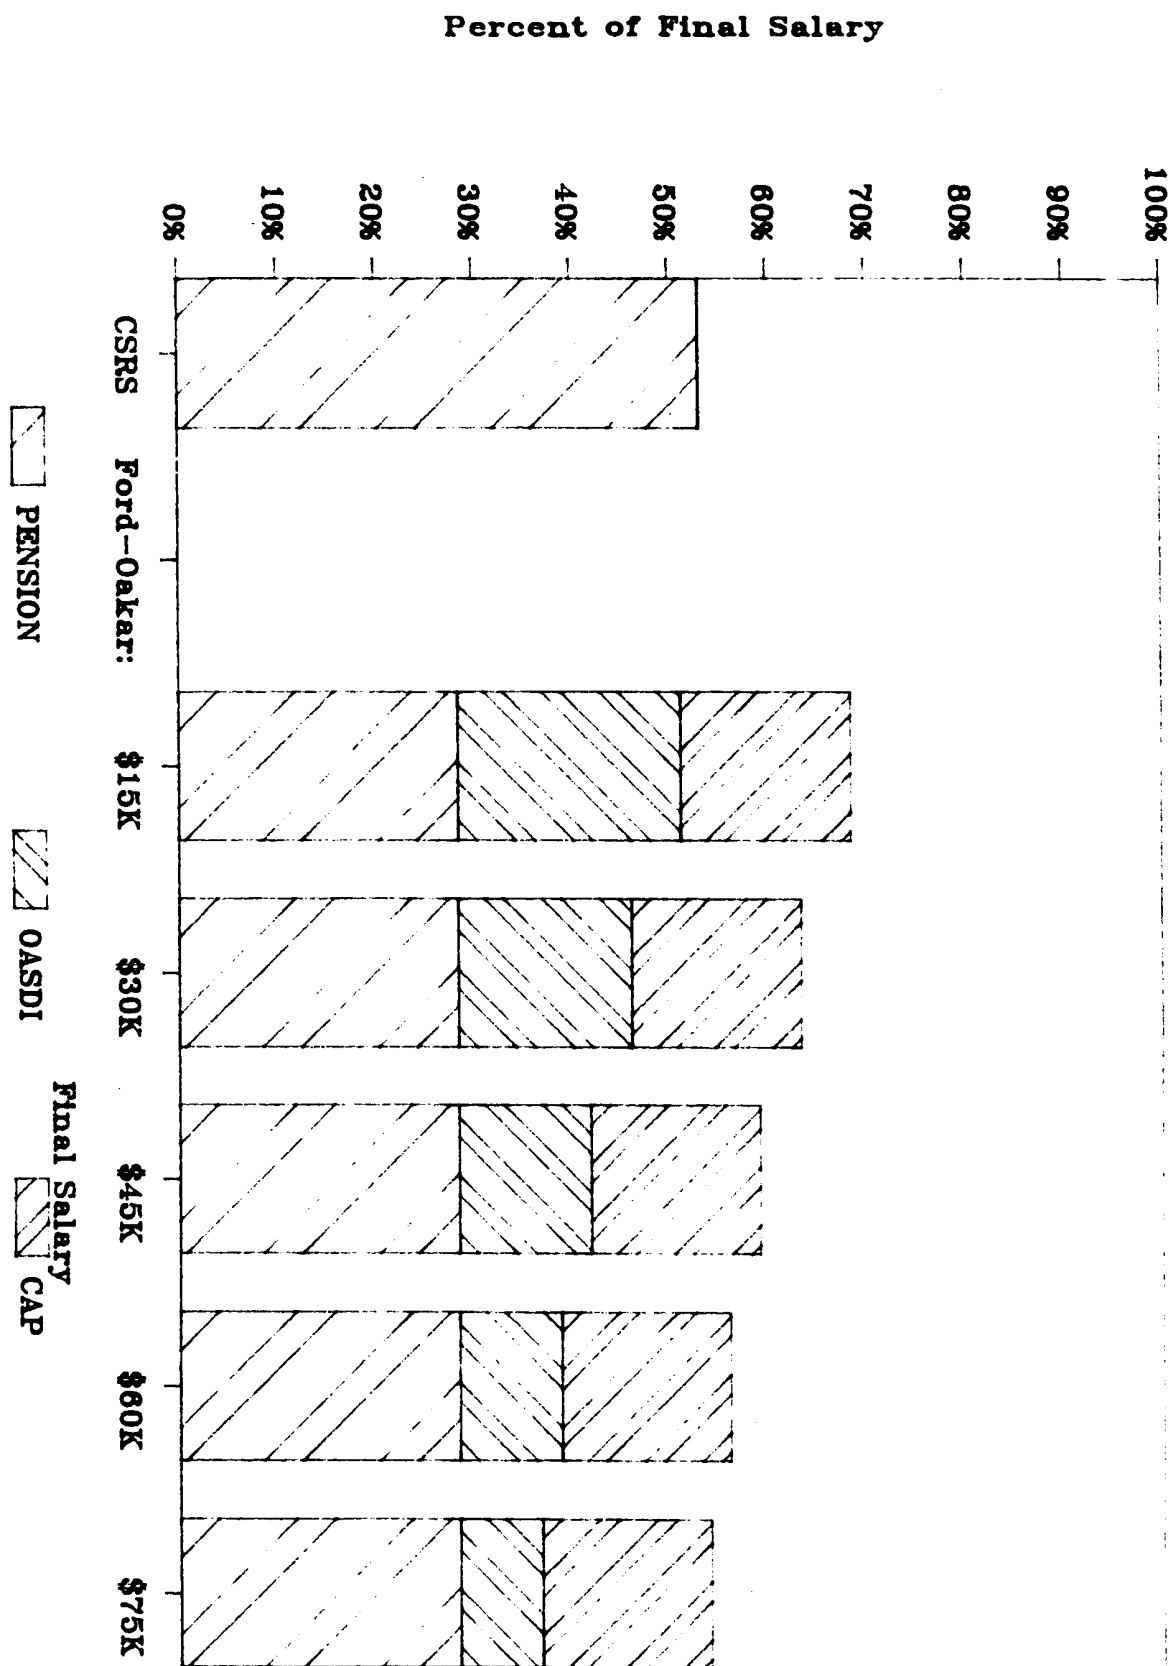 Percent of Final Salary
100%
90%
80%
70%
60%
50%
40%
30%
20%
10%
0%
CSRS
Ford-Oakar:
$15K
$30K
$45K
$60K
$75K
Final Salary
PENSION
OASDI
CAP